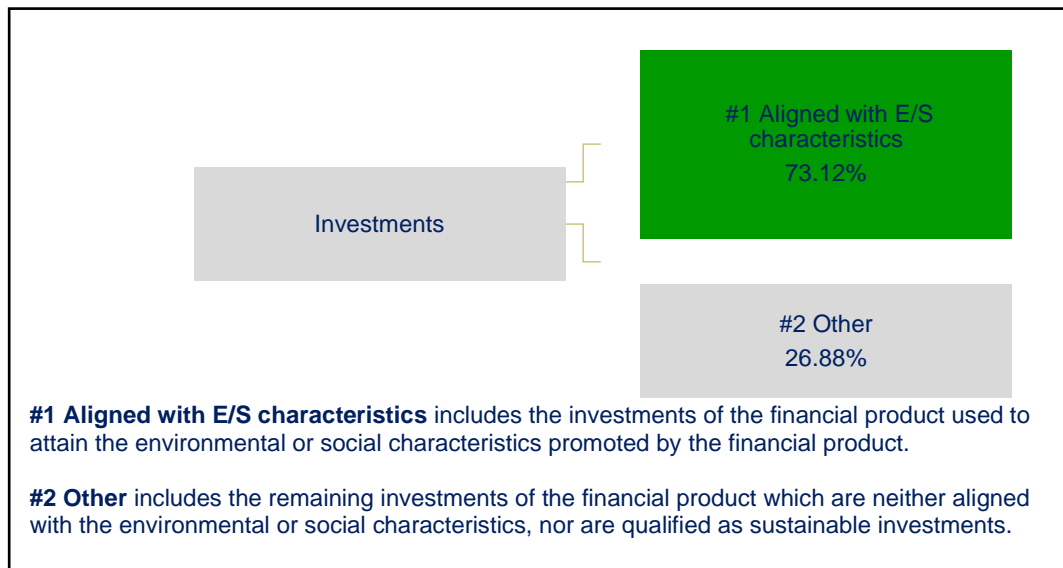 #1 Aligned with E/S
characteristics
73.12%
Investments
#2 Other
26.88%
#1 Aligned with E/S characteristics includes the investments of the financial product used to
attain the environmental or social characteristics promoted by the financial product.
#2 Other includes the remaining investments of the financial product which are neither aligned
with the environmental or social characteristics, nor are qualified as sustainable investments.